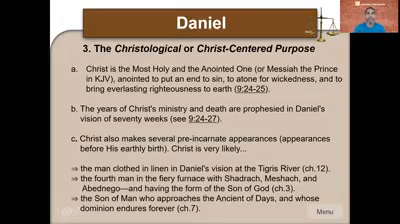 Daniel
3. The Christological or Christ-Centered Purpose
a. Christ is the Most Holy and the Anointed One (or Messiah the Prince
in KJV), anointed to put an end to sin, to atone for wickedness, and to
bring everlasting righteousness to earth (9:24-25).
b. The years of Christ's ministry and death are prophesied in Daniel's
vision of seventy weeks (see 9:24-27).
c. Christ also makes several pre-incarnate appearances (appearances
before His earthly birth). Christ is very likely...
⇒ the man clothed in linen in Daniel's vision at the Tigris River (ch.12).
⇒ the fourth man in the fiery furnace with Shadrach, Meshach, and
Abednego—and having the form of the Son of God (ch.3).
⇒ the Son of Man who approaches the Ancient of Days, and whose
dominion endures forever (ch.7).
Menu